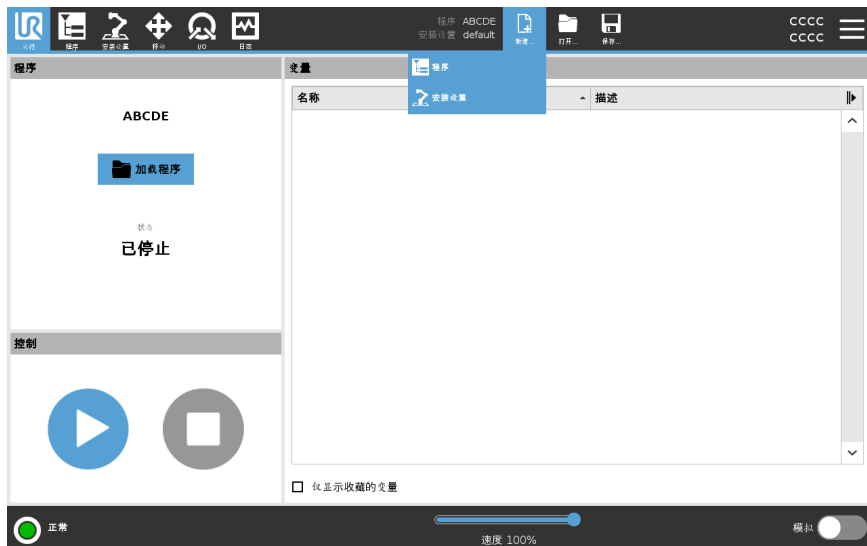 UR
运行
程序
安装设置
移动
I/O
日志
程序 ABCDE
安装设置 default
新建...
打开...
保存...
CCCC
CCCC
程序
安装设置
程序
ABCDE
加载程序
状态
已停止
控制
变量
名称
描述
仅显示收藏的变量
正常
速度 100%
模拟